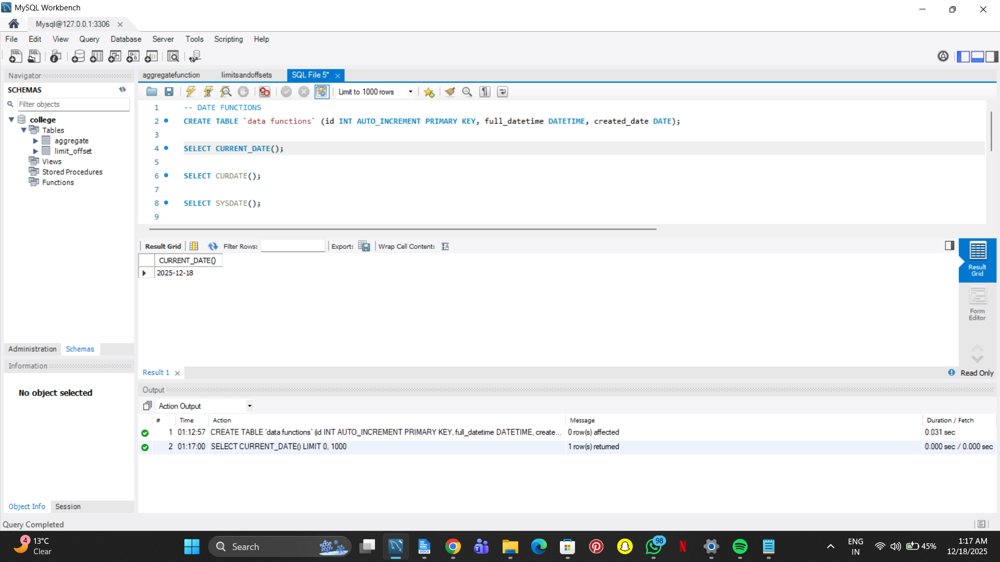 MySQL Workbench
Mysql@127.0.0.1:3306
File Edit View Query Database Server Tools Scripting Help
Navigator
SCHEMAS
Filter objects
college
Tables
aggregate
limit_offset
Views
Stored Procedures
Functions
Administration Schemas
Information
No object selected
Object Info Session
aggregatefunction limitsandoffsets SQL File 5*
Limit to 1000 rows
1 -- DATE FUNCTIONS
2 CREATE TABLE `data functions` (id INT AUTO_INCREMENT PRIMARY KEY, full_datetime DATETIME, created_date DATE);
3
4 SELECT CURRENT_DATE();
5
6 SELECT CURDATE();
7
8 SELECT SYSDATE();
9
Result Grid Filter Rows: Export: Wrap Cell Content:
CURRENT_DATE()
2025-12-18
Result Grid
Form Editor
Result 1
Read Only
Output
Action Output
# Time Action Message Duration / Fetch
1 01:12:57 CREATE TABLE `data functions` (id INT AUTO_INCREMENT PRIMARY KEY, full_datetime DATETIME, create... 0 row(s) affected 0.031 sec
2 01:17:00 SELECT CURRENT_DATE() LIMIT 0, 1000 1 row(s) returned 0.000 sec / 0.000 sec
Query Completed
4 13°C
Clear
Search
98
ENG
IN
45%
1:17 AM
12/18/2025